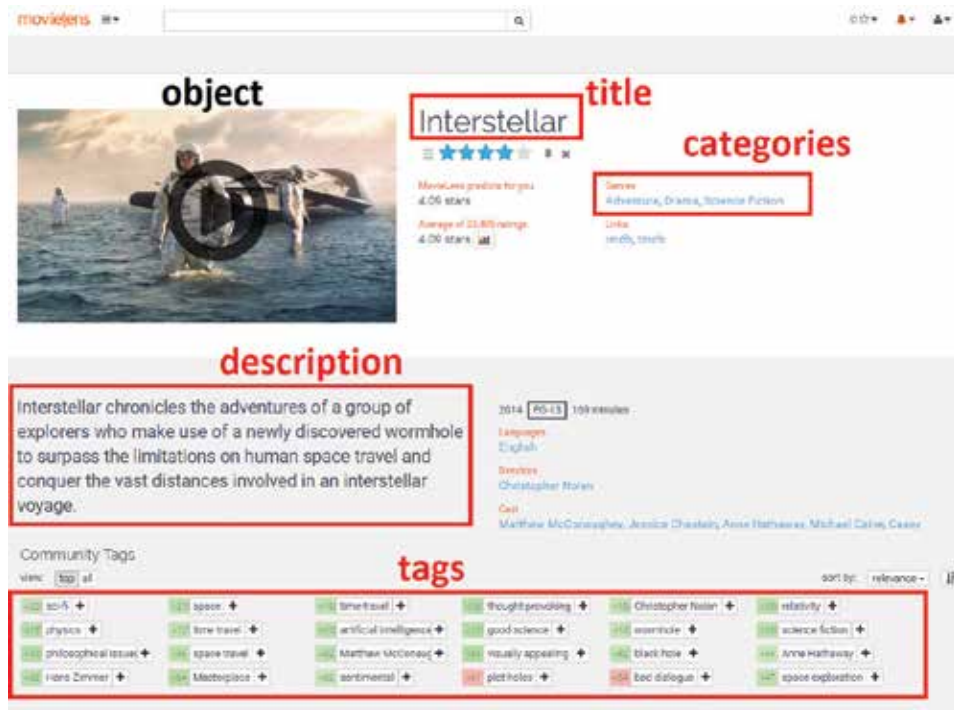 movielens
object
title
Interstellar
categories
MovieLens predicts for you
4.09 stars
Genres
Adventure, Drama, Science Fiction
Average of ratings
4.09 stars
Links
imdb, tmdb
description
Interstellar chronicles the adventures of a group of
explorers who make use of a newly discovered wormhole
to surpass the limitations on human space travel and
conquer the vast distances involved in an interstellar
voyage.
2014 PG-13 169 minutes
Languages
English
Directors
Christopher Nolan
Cast
Matthew McConaughey, Jessica Chastain, Anne Hathaway, Michael Caine, Casey
Community Tags
tags
view: top all
sort by: relevance
sci-fi + space + time-travel + thought-provoking + Christopher Nolan + relativity +
physics + time travel + artificial intelligence + good science + wormhole + science fiction +
philosophical issues + space travel + Matthew McConaug + visually appealing + black hole + Anne Hathaway +
Hans Zimmer + Masterpiece + sentimental + plot holes + bad dialogue + space exploration +